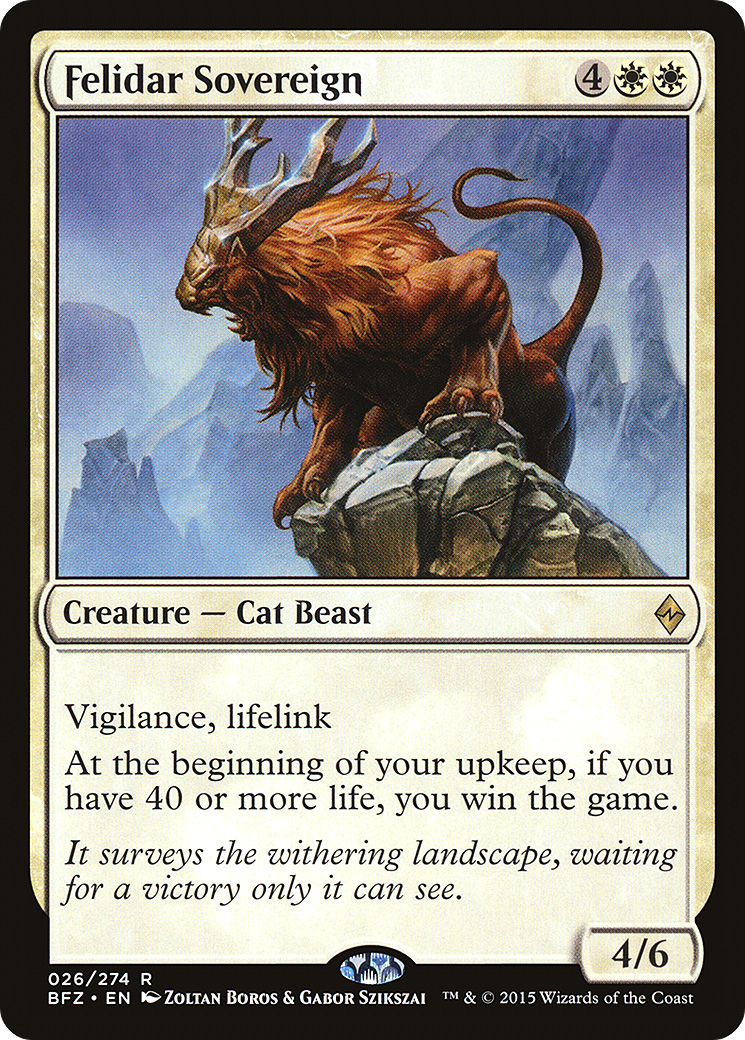 Felidar Sovereign 4
Creature — Cat Beast
Vigilance, lifelink
At the beginning of your upkeep, if you
have 40 or more life, you win the game.
It surveys the withering landscape, waiting
for a victory only it can see.
4/6
026/274 R
BFZ • EN Zoltan Boros & Gabor Szikszai ™ & © 2015 Wizards of the Coast